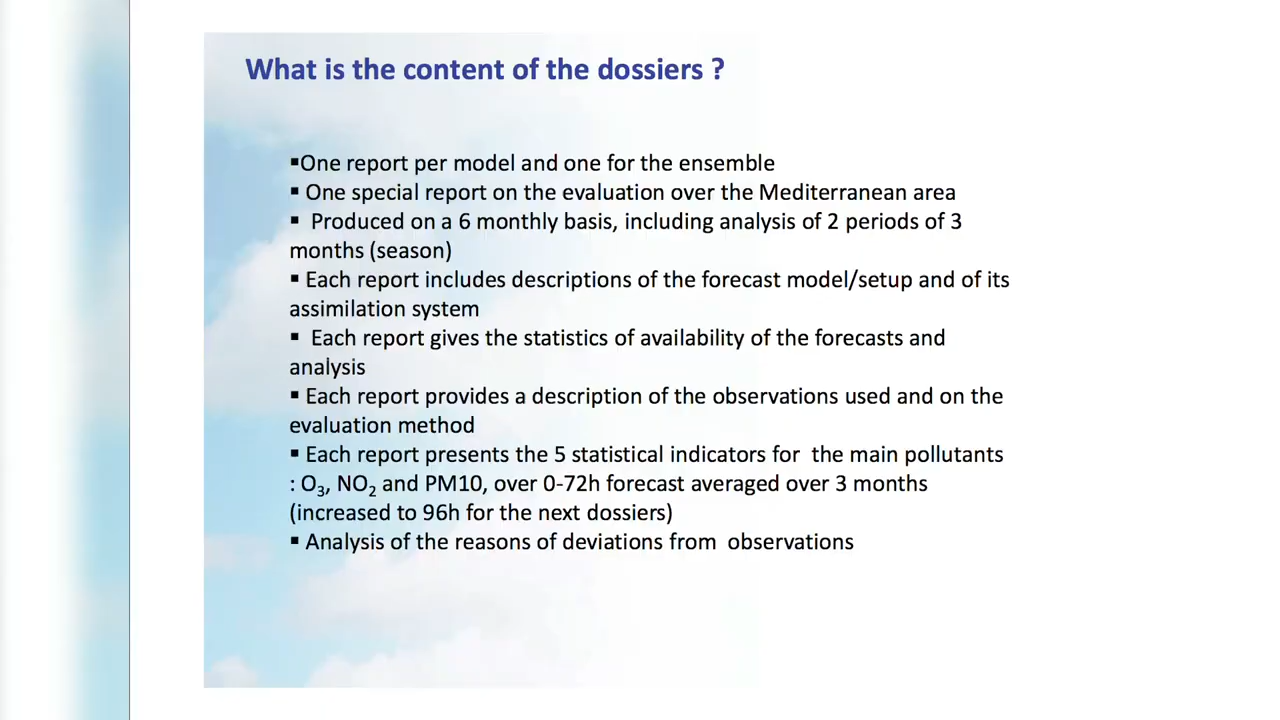 What is the content of the dossiers ?
▪One report per model and one for the ensemble
▪ One special report on the evaluation over the Mediterranean area
▪ Produced on a 6 monthly basis, including analysis of 2 periods of 3
months (season)
▪ Each report includes descriptions of the forecast model/setup and of its
assimilation system
▪ Each report gives the statistics of availability of the forecasts and
analysis
▪ Each report provides a description of the observations used and on the
evaluation method
▪ Each report presents the 5 statistical indicators for the main pollutants
: O₃, NO₂ and PM10, over 0-72h forecast averaged over 3 months
(increased to 96h for the next dossiers)
▪ Analysis of the reasons of deviations from observations